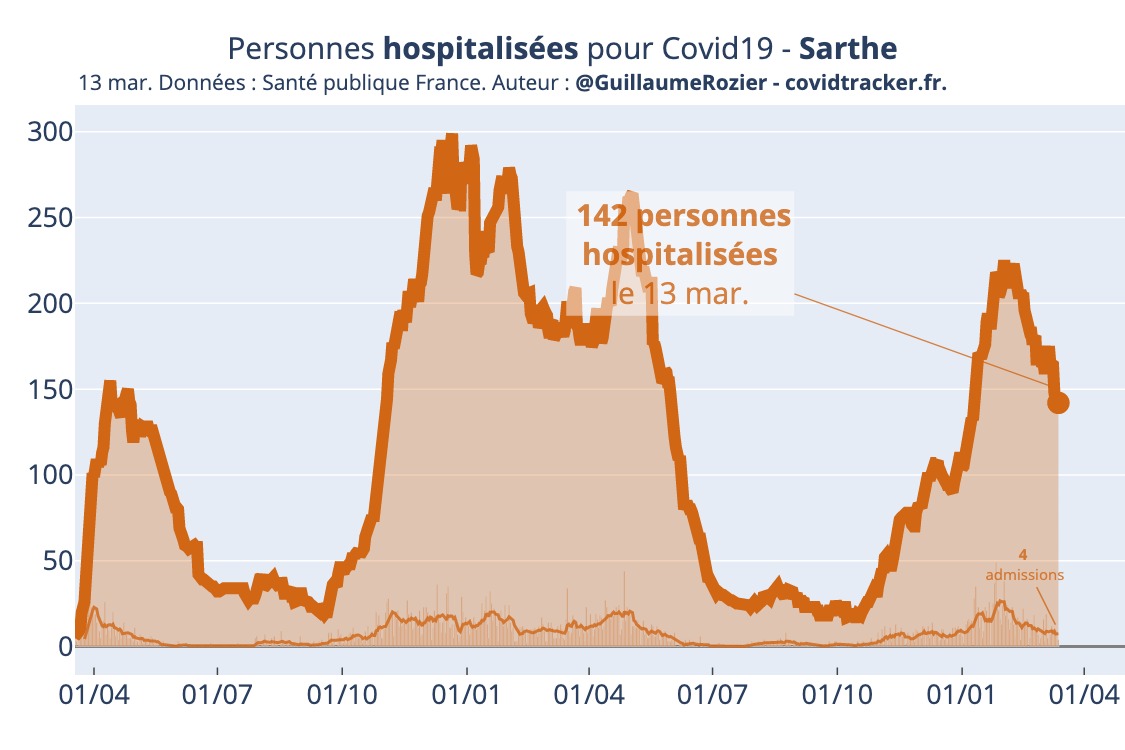 Personnes hospitalisées pour Covid19 - Sarthe
13 mar. Données : Santé publique France. Auteur : @GuillaumeRozier - covidtracker.fr.
300
250
200
150
100
50
0
142 personnes
hospitalisées
le 13 mar.
4
admissions
01/04 01/07 01/10 01/01 01/04 01/07 01/10 01/01 01/04